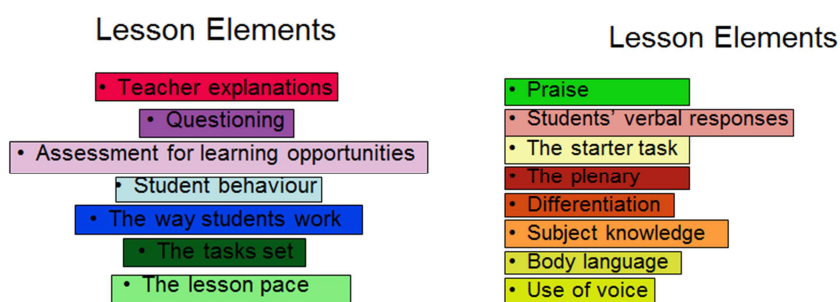 Lesson Elements
• Teacher explanations
• Questioning
• Assessment for learning opportunities
• Student behaviour
• The way students work
• The tasks set
• The lesson pace
Lesson Elements
• Praise
• Students’ verbal responses
• The starter task
• The plenary
• Differentiation
• Subject knowledge
• Body language
• Use of voice